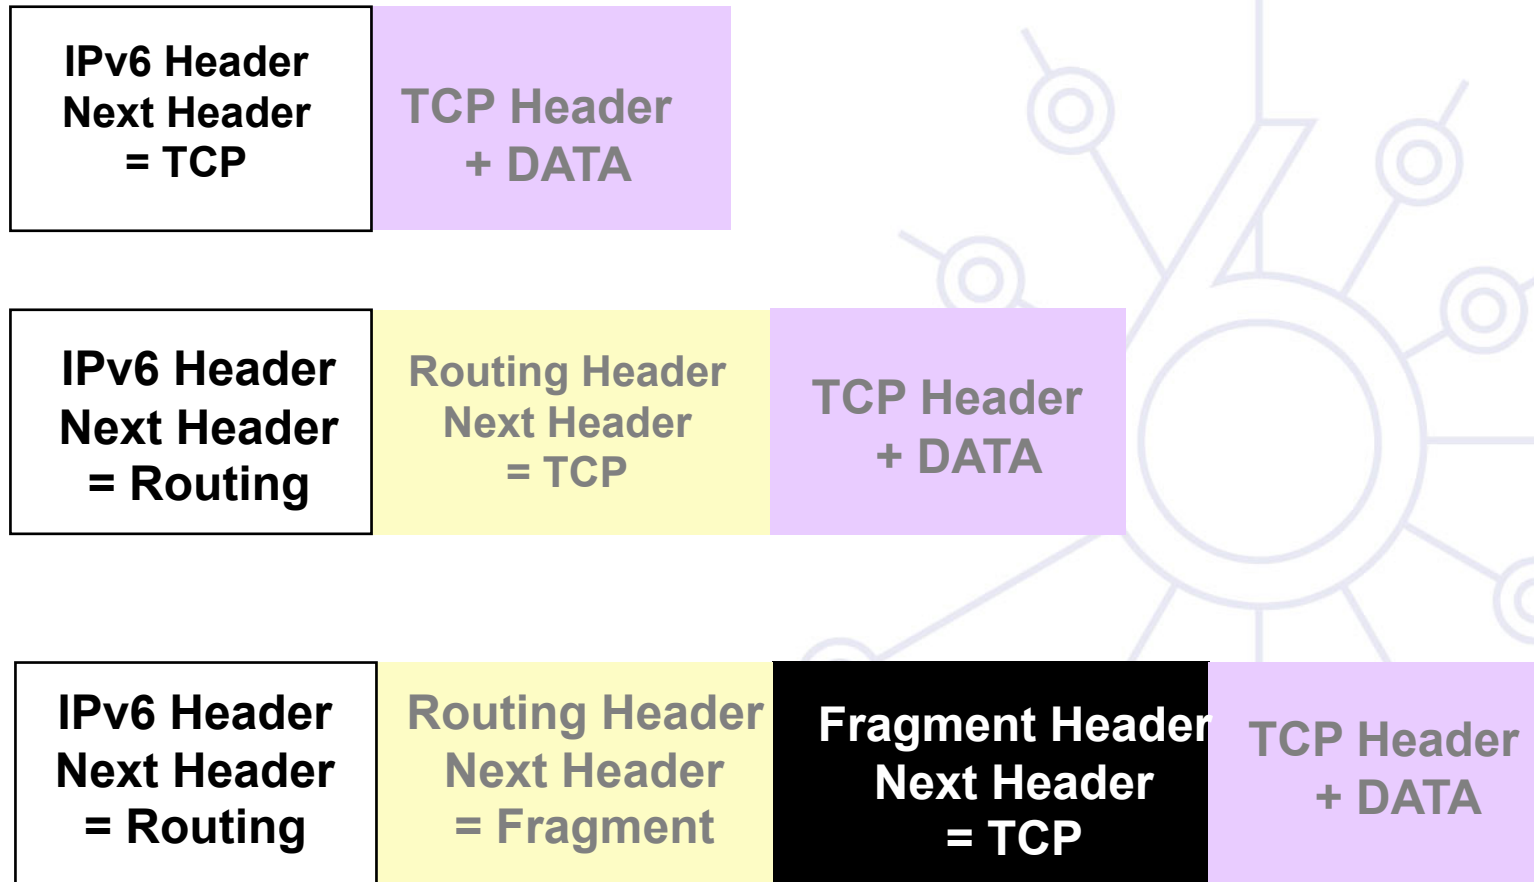 IPv6 Header
Next Header
= TCP
TCP Header
+ DATA
IPv6 Header
Next Header
= Routing
Routing Header
Next Header
= TCP
TCP Header
+ DATA
IPv6 Header
Next Header
= Routing
Routing Header
Next Header
= Fragment
Fragment Header
Next Header
= TCP
TCP Header
+ DATA